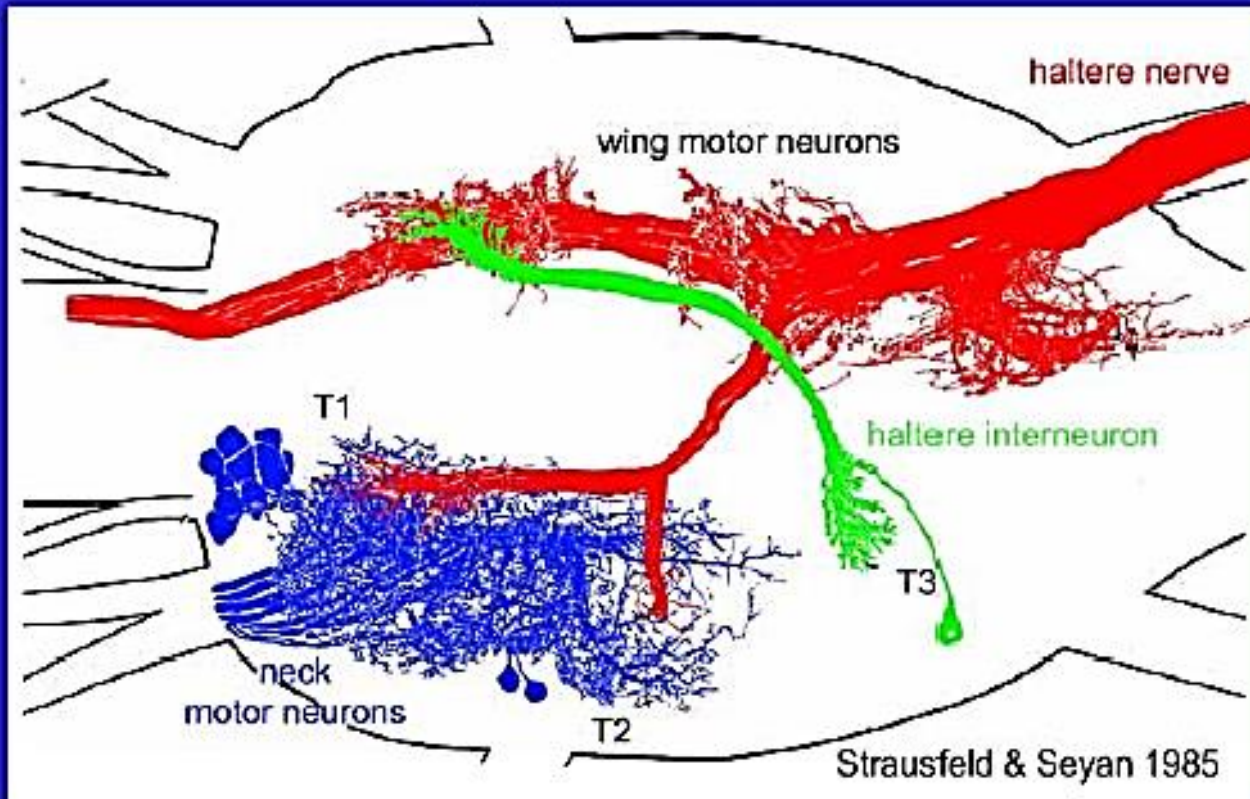 haltere nerve
wing motor neurons
T1
haltere interneuron
T3
neck
motor neurons
T2
Strausfeld & Seyan 1985